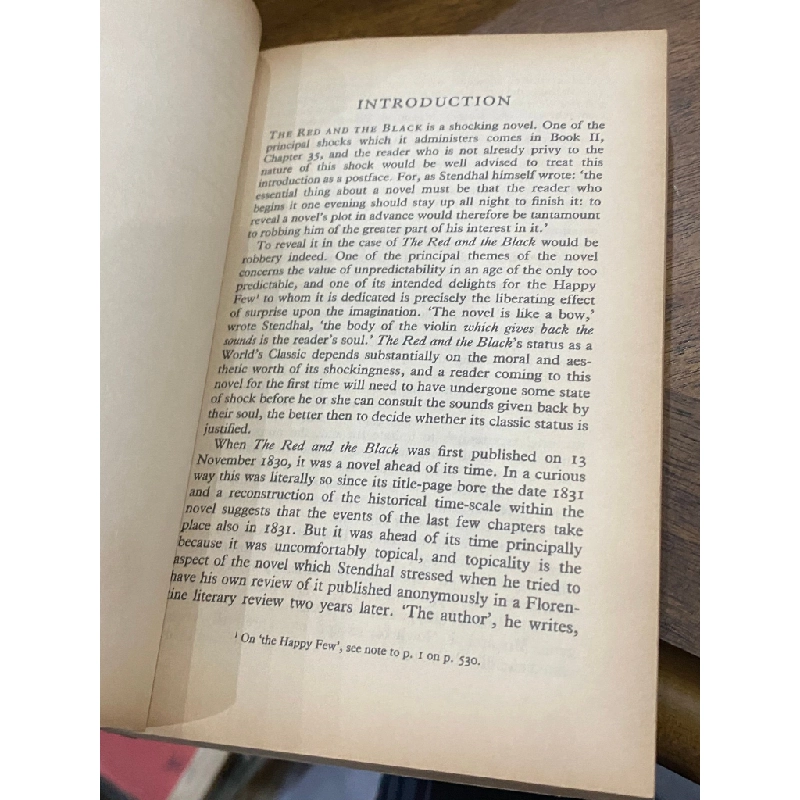 INTRODUCTION
THE RED AND THE BLACK is a shocking novel. One of the
principal shocks which it administers comes in Book II,
Chapter 35, and the reader who is not already privy to the
nature of this shock would be well advised to treat this
introduction as a postface. For, as Stendhal himself wrote: ‘the
essential thing about a novel must be that the reader who
begins it one evening should stay up all night to finish it: to
reveal a novel's plot in advance would therefore be tantamount
to robbing him of the greater part of his interest in it.’
To reveal it in the case of The Red and the Black would be
robbery indeed. One of the principal themes of the novel
concerns the value of unpredictability in an age of the only too
predictable, and one of its intended delights for the Happy
Few¹ to whom it is dedicated is precisely the liberating effect
of surprise upon the imagination. ‘The novel is like a bow,’
wrote Stendhal, ‘the body of the violin which gives back the
sounds is the reader's soul.’ The Red and the Black's status as a
World's Classic depends substantially on the moral and aes-
thetic worth of its shockingness, and a reader coming to this
novel for the first time will need to have undergone some state
of shock before he or she can consult the sounds given back by
their soul, the better then to decide whether its classic status is
justified.
When The Red and the Black was first published on 13
November 1830, it was a novel ahead of its time. In a curious
way this was literally so since its title-page bore the date 1831
and a reconstruction of the historical time-scale within the
novel suggests that the events of the last few chapters take
place also in 1831. But it was ahead of its time principally
because it was uncomfortably topical, and topicality is the
aspect of the novel which Stendhal stressed when he tried to
have his own review of it published anonymously in a Floren-
tine literary review two years later. ‘The author’, he writes,
¹ On ‘the Happy Few’, see note to p. 1 on p. 530.